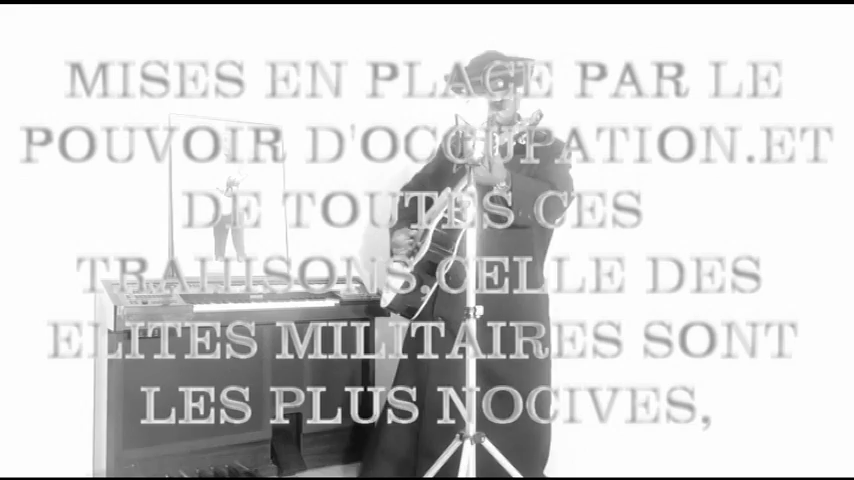 MISES EN PLACE PAR LE
POUVOIR D'OCCUPATION.ET
DE TOUTES CES
TRAHISONS.CELLE DES
ELITES MILITAIRES SONT
LES PLUS NOCIVES,